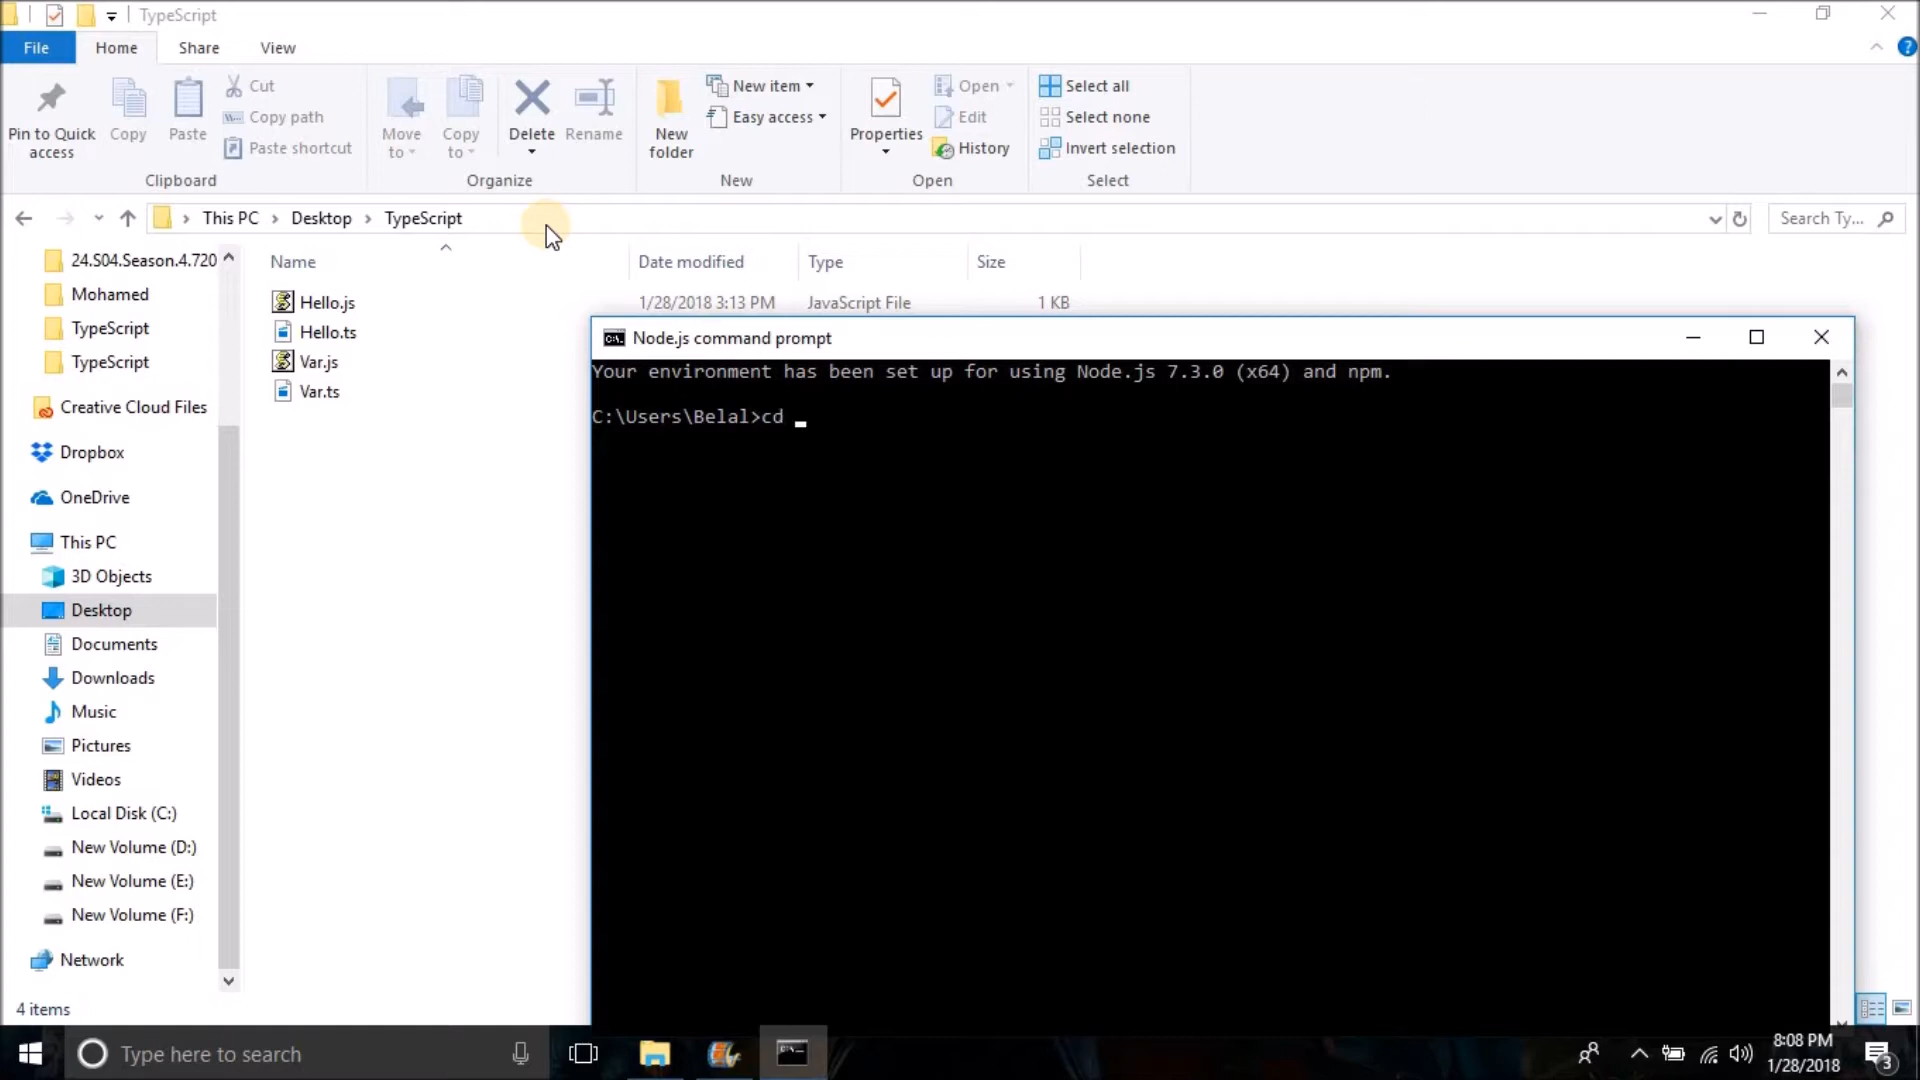 TypeScript
File Home Share View
Pin to Quick access
Copy
Paste
Cut
Copy path
Paste shortcut
Clipboard
Move to
Copy to
Delete
Rename
Organize
New folder
New item
Easy access
New
Properties
Open
Edit
History
Open
Select all
Select none
Invert selection
Select
This PC > Desktop > TypeScript
Search Ty...
24.S04.Season.4.720
Mohamed
TypeScript
TypeScript
Creative Cloud Files
Dropbox
OneDrive
This PC
3D Objects
Desktop
Documents
Downloads
Music
Pictures
Videos
Local Disk (C:)
New Volume (D:)
New Volume (E:)
New Volume (F:)
Network
4 items
Name Date modified Type Size
Hello.js 1/28/2018 3:13 PM JavaScript File 1 KB
Hello.ts
Var.js
Var.ts
Node.js command prompt
Your environment has been set up for using Node.js 7.3.0 (x64) and npm.
C:\Users\Belal>cd
Type here to search
8:08 PM
1/28/2018
3